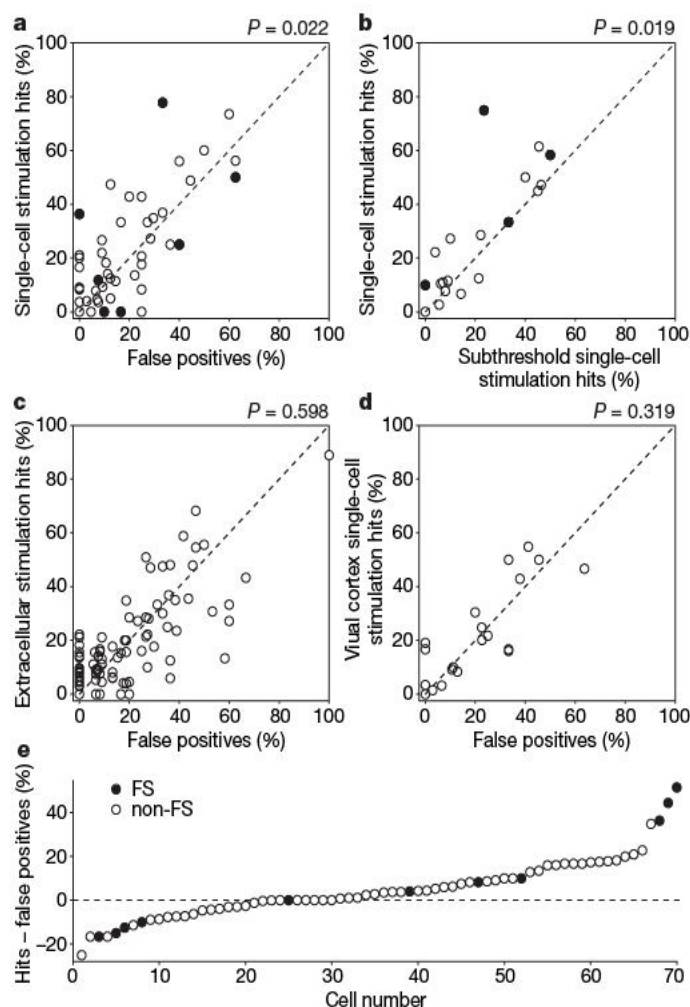 a
P = 0.022
Single-cell stimulation hits (%)
100
80
60
40
20
0
0 20 40 60 80 100
False positives (%)
b
P = 0.019
Single-cell stimulation hits (%)
100
80
60
40
20
0
0 20 40 60 80 100
Subthreshold single-cell
stimulation hits (%)
c
P = 0.598
Extracellular stimulation hits (%)
100
80
60
40
20
0
0 20 40 60 80 100
False positives (%)
d
P = 0.319
Viual cortex single-cell
stimulation hits (%)
100
80
60
40
20
0
0 20 40 60 80 100
False positives (%)
e
Hits – false positives (%)
40
20
0
–20
FS
non-FS
0 10 20 30 40 50 60 70
Cell number